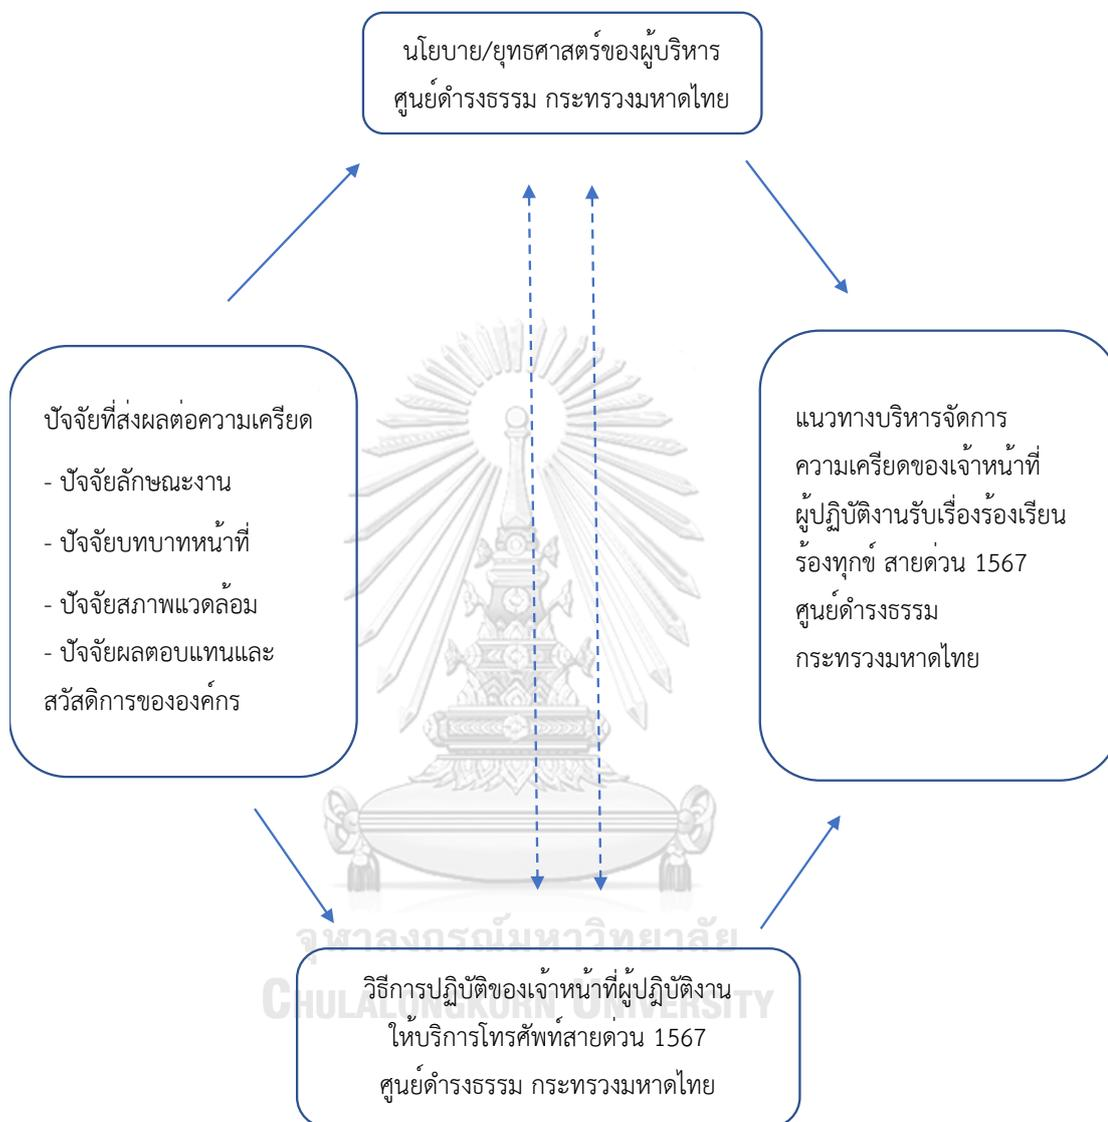 นโยบาย/ยุทธศาสตร์ของผู้บริหาร
ศูนย์ดำรงธรรม กระทรวงมหาดไทย
ปัจจัยที่ส่งผลต่อความเครียด
- ปัจจัยลักษณะงาน
- ปัจจัยบทบาทหน้าที่
- ปัจจัยสภาพแวดล้อม
- ปัจจัยผลตอบแทนและ
สวัสดิการขององค์กร
แนวทางบริหารจัดการ
ความเครียดของเจ้าหน้าที่
ผู้ปฏิบัติงานรับเรื่องร้องเรียน
ร้องทุกข์ สายด่วน 1567
ศูนย์ดำรงธรรม
กระทรวงมหาดไทย
จุฬาลงกรณ์มหาวิทยาลัย
CHULALONGKORN UNIVERSITY
วิธีการปฏิบัติของเจ้าหน้าที่ผู้ปฏิบัติงาน
ให้บริการโทรศัพท์สายด่วน 1567
ศูนย์ดำรงธรรม กระทรวงมหาดไทย